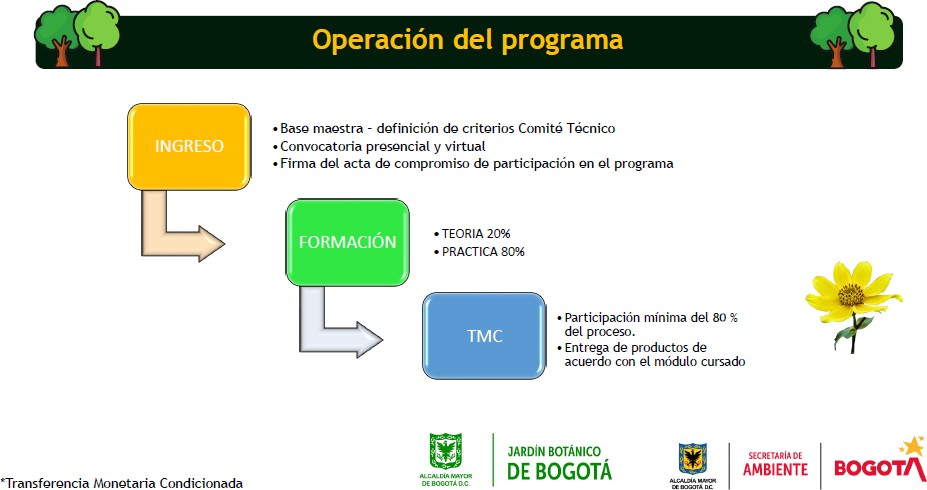 Operación del programa
INGRESO
•Base maestra – definición de criterios Comité Técnico
•Convocatoria presencial y virtual
•Firma del acta de compromiso de participación en el programa
FORMACIÓN
•TEORIA 20%
•PRACTICA 80%
TMC
•Participación mínima del 80 %
del proceso.
•Entrega de productos de
acuerdo con el módulo cursado
ALCALDÍA MAYOR
DE BOGOTÁ D.C.
JARDÍN BOTÁNICO
DE BOGOTÁ
ALCALDÍA MAYOR
DE BOGOTÁ D.C.
SECRETARÍA DE
AMBIENTE
BOGOTÁ
*Transferencia Monetaria Condicionada